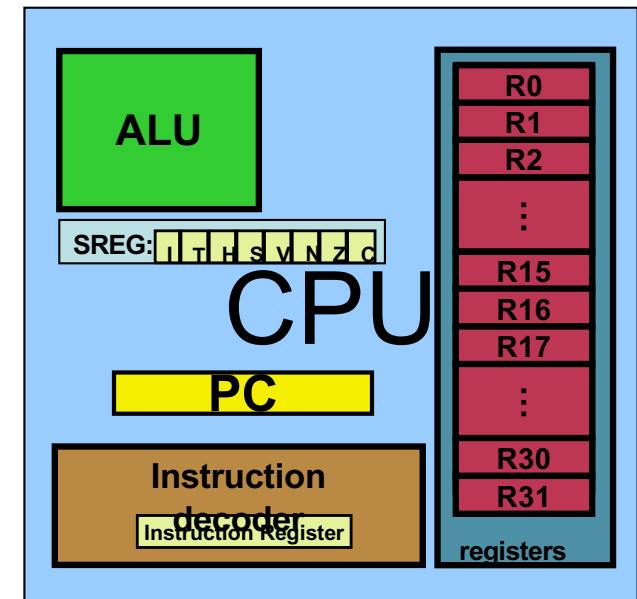 ALU
SREG: I T H S V N Z C
CPU
PC
Instruction
decoder
Instruction Register
R0
R1
R2
⋮
R15
R16
R17
⋮
R30
R31
registers